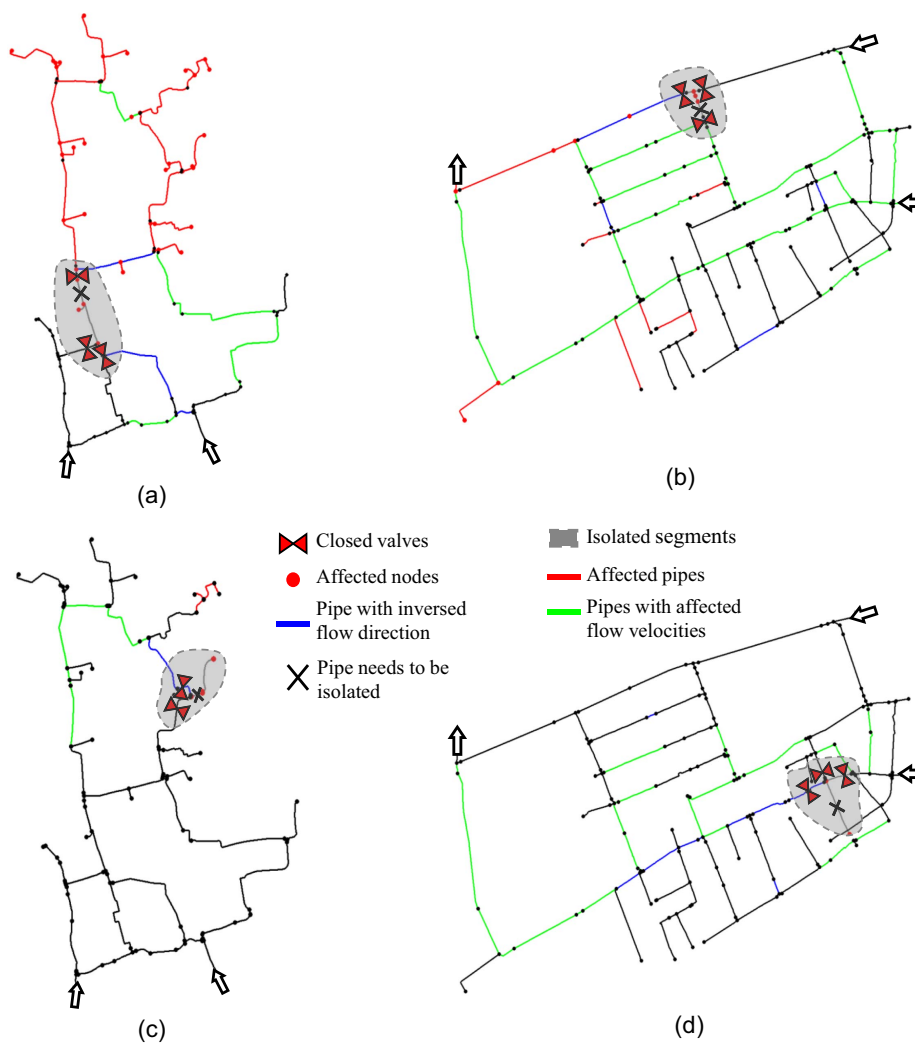 (a)
(b)
Closed valves
Affected nodes
Pipe with inversed
flow direction
Pipe needs to be
isolated
Isolated segments
Affected pipes
Pipes with affected
flow velocities
(c)
(d)